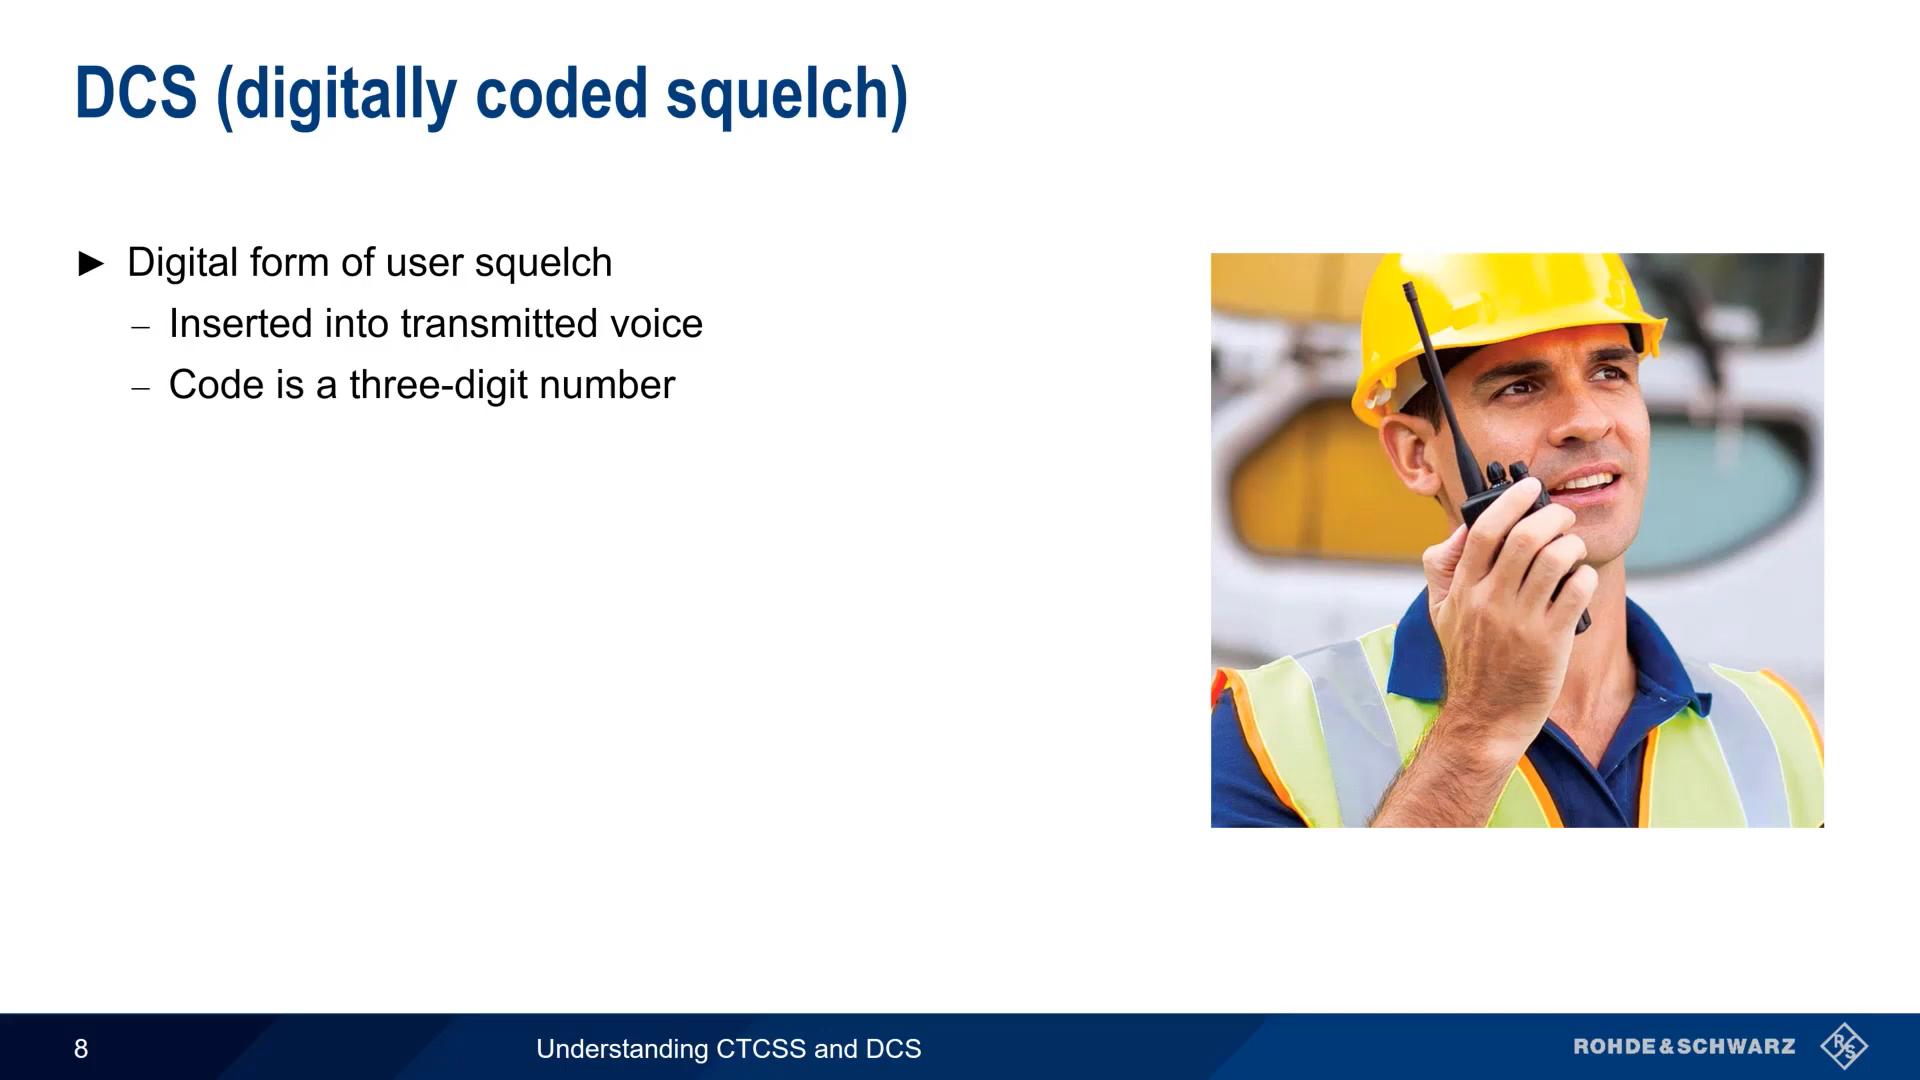 DCS (digitally coded squelch)
► Digital form of user squelch
– Inserted into transmitted voice
– Code is a three-digit number
8
Understanding CTCSS and DCS
ROHDE&SCHWARZ
R S